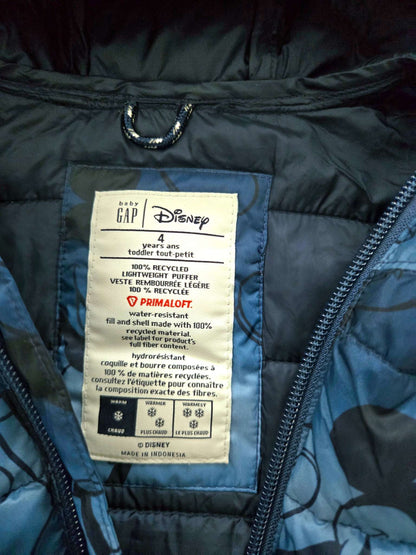 baby
GAP | Disney
4
years ans
toddler tout-petit
100% RECYCLED
LIGHTWEIGHT PUFFER
VESTE REMBOURRÉE LÉGÈRE
100 % RECYCLÉE
PRIMALOFT.
water-resistant
fill and shell made with 100%
recycled material.
see label for product's
full fiber content.
hydrorésistant
coquille et bourre composées à
100 % de matières recyclées.
consultez l'étiquette pour connaître
la composition exacte des fibres.
WARM WARMER WARMELY
CHAUD PLUS CHAUD LE PLUS CHAUD
© DISNEY
MADE IN INDONESIA